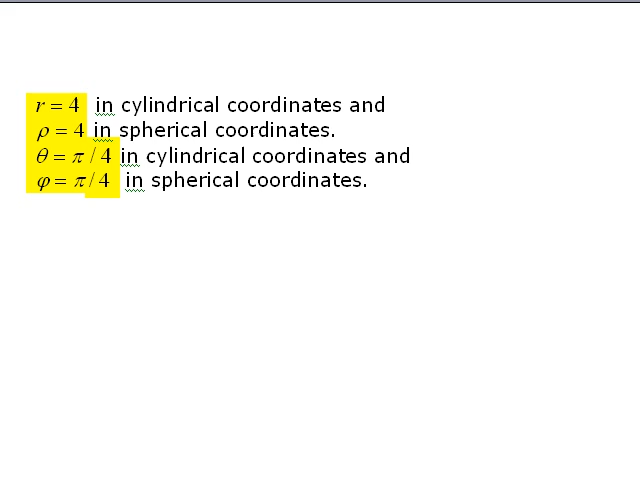 r = 4 in cylindrical coordinates and
ρ = 4 in spherical coordinates.
θ = π / 4 in cylindrical coordinates and
φ = π / 4 in spherical coordinates.